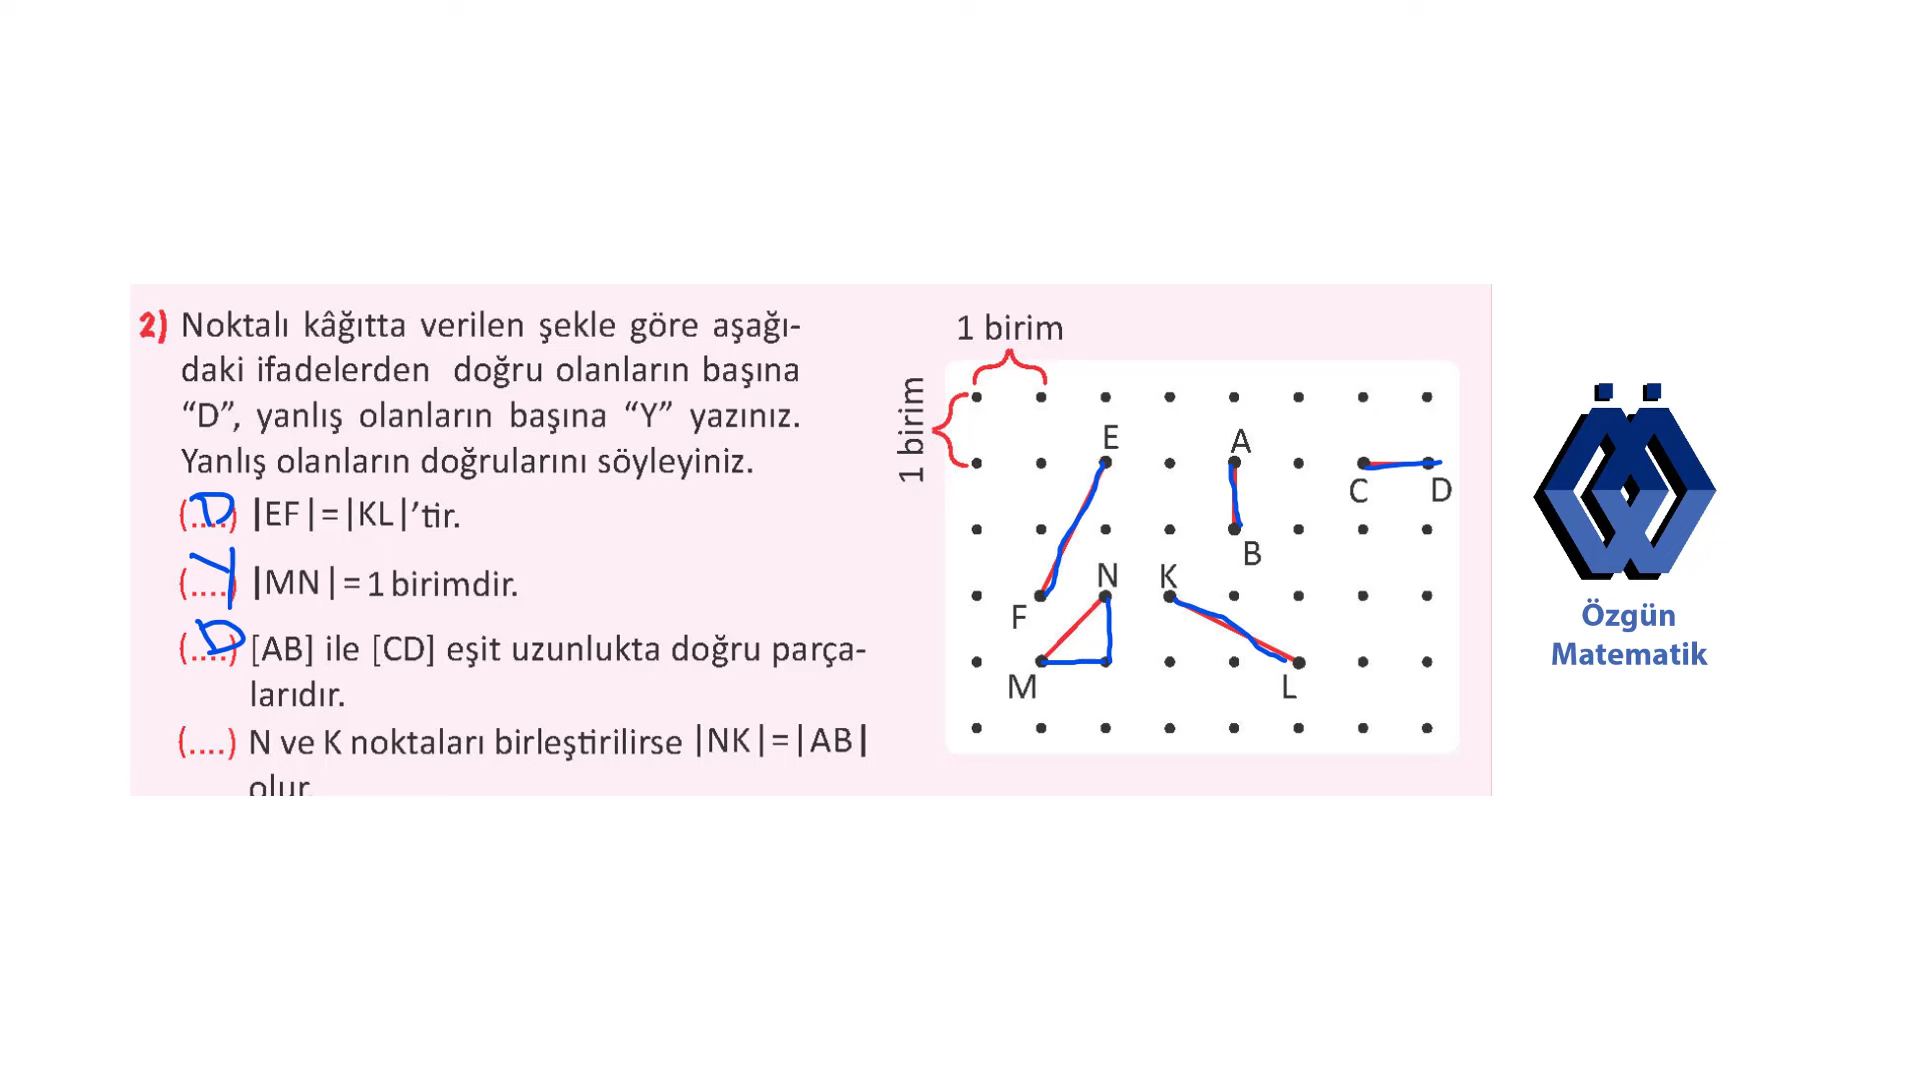 2) Noktalı kâğıtta verilen şekle göre aşağı-
daki ifadelerden doğru olanların başına
“D”, yanlış olanların başına “Y” yazınız.
Yanlış olanların doğrularını söyleyiniz.
(....) D |EF|=|KL|’tir.
(....) Y |MN|=1 birimdir.
(....) D [AB] ile [CD] eşit uzunlukta doğru parça-
larıdır.
(....) N ve K noktaları birleştirilirse |NK|=|AB|
olur.
1 birim
1 birim
E
A
C
D
B
N
K
F
M
L
Özgün
Matematik